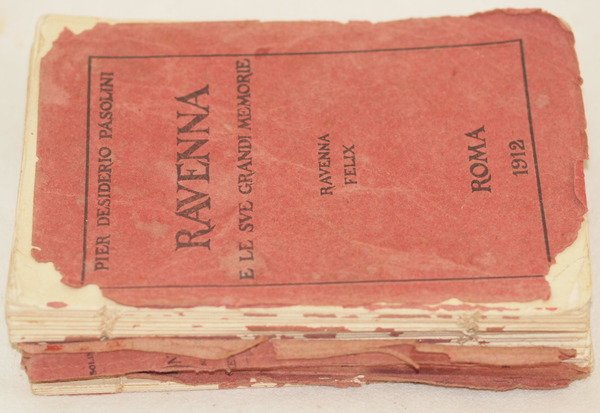 PIER DESIDERIO PASOLINI
RAVENNA
E LE SVE GRANDI MEMORIE
RAVENNA
FELIX
ROMA
1912